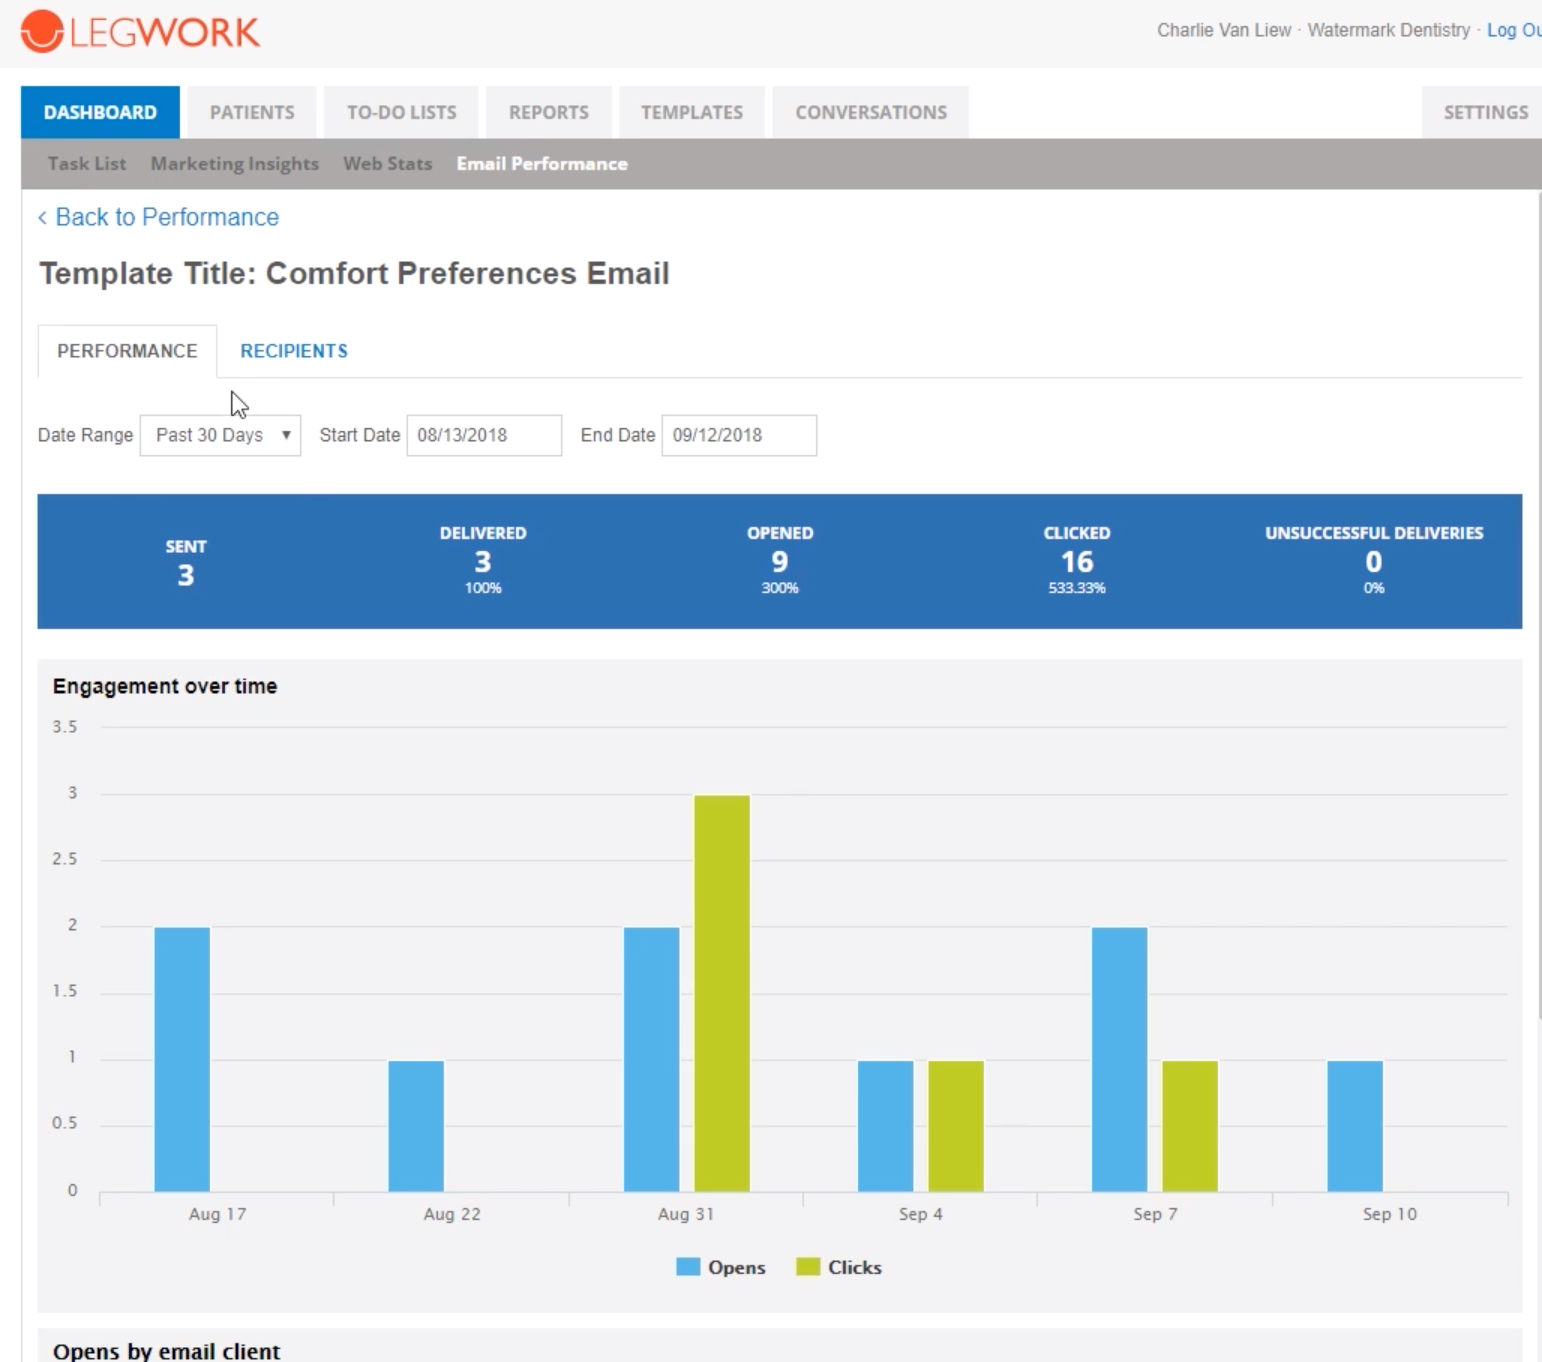 LEGWORK
Charlie Van Liew · Watermark Dentistry · Log Ou
DASHBOARD PATIENTS TO-DO LISTS REPORTS TEMPLATES CONVERSATIONS SETTINGS
Task List Marketing Insights Web Stats Email Performance
< Back to Performance
Template Title: Comfort Preferences Email
PERFORMANCE RECIPIENTS
Date Range Past 30 Days ▼ Start Date 08/13/2018 End Date 09/12/2018
SENT
3
DELIVERED
3
100%
OPENED
9
300%
CLICKED
16
533.33%
UNSUCCESSFUL DELIVERIES
0
0%
Engagement over time
3.5
3
2.5
2
1.5
1
0.5
0
Aug 17 Aug 22 Aug 31 Sep 4 Sep 7 Sep 10
Opens Clicks
Opens by email client